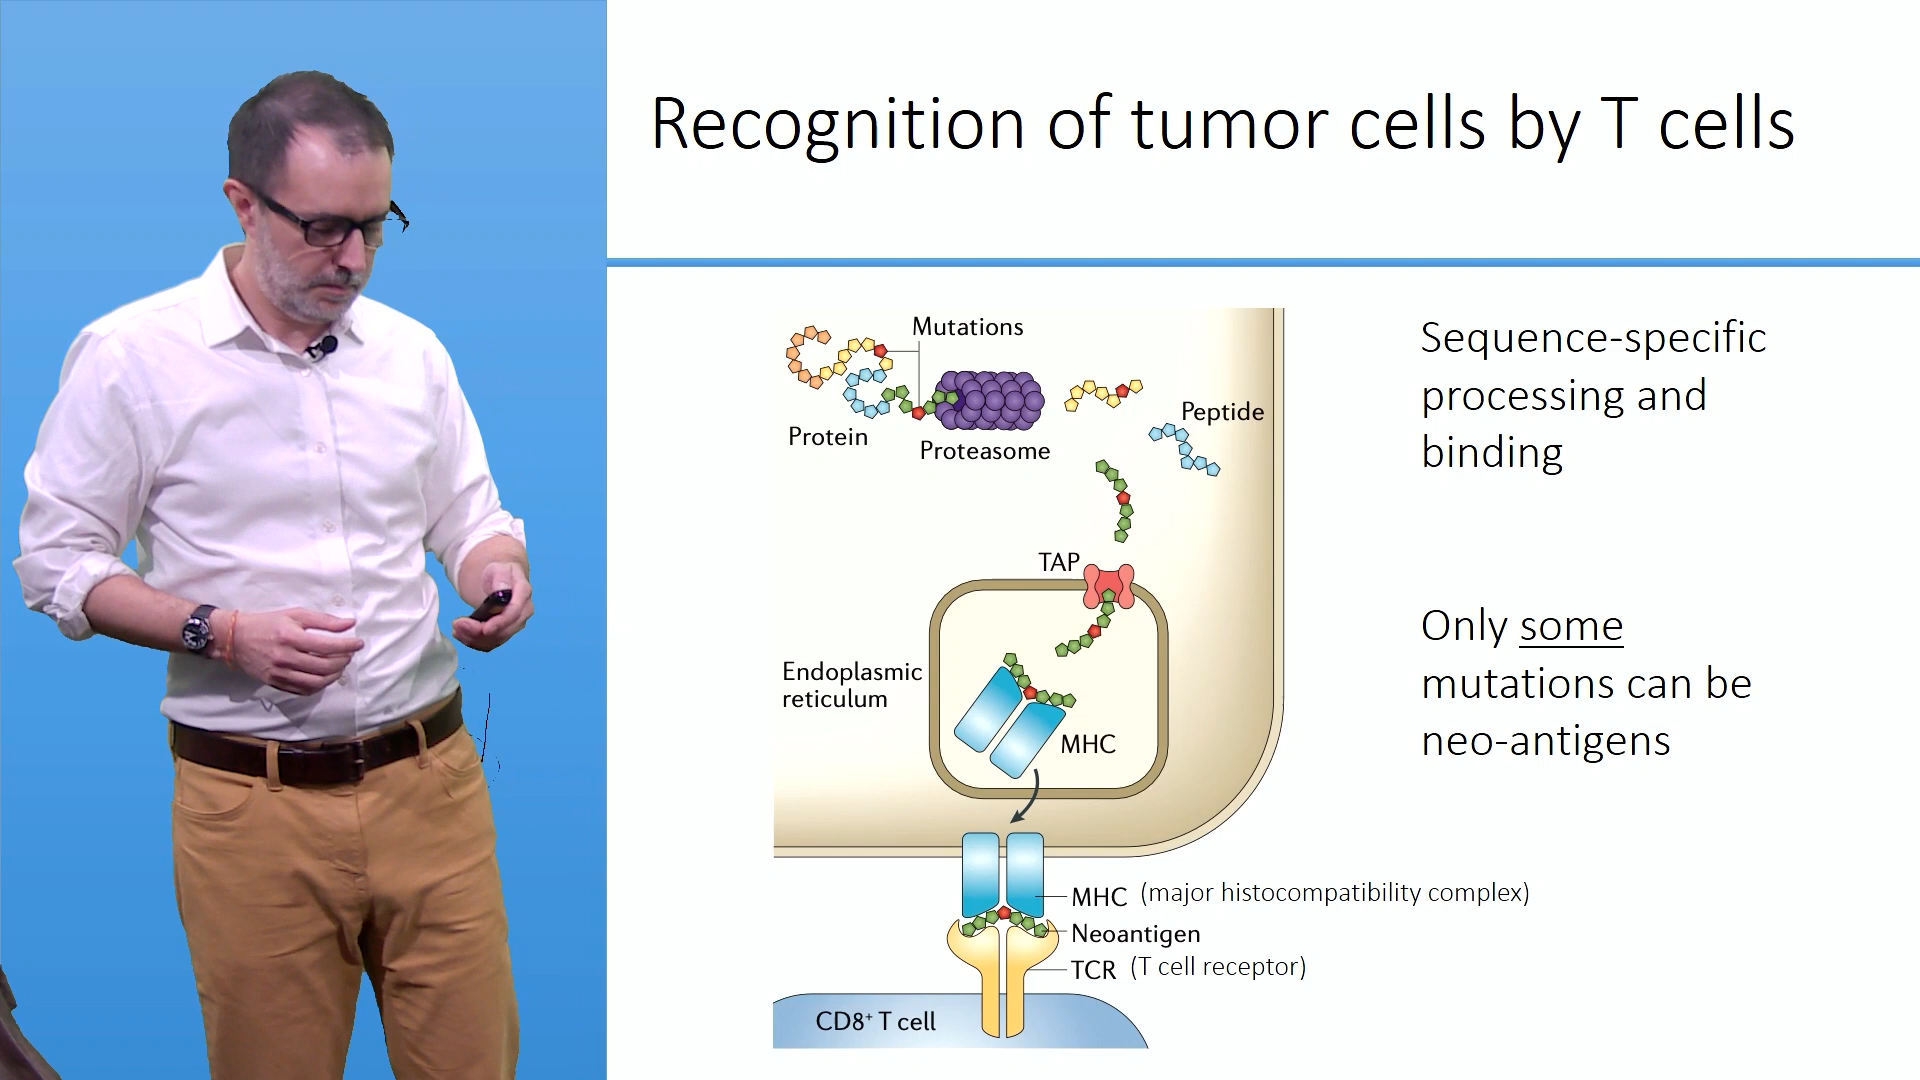 Recognition of tumor cells by T cells
Mutations
Protein
Proteasome
Peptide
TAP
Endoplasmic
reticulum
MHC
MHC (major histocompatibility complex)
Neoantigen
TCR (T cell receptor)
CD8⁺ T cell
Sequence-specific
processing and
binding
Only some
mutations can be
neo-antigens